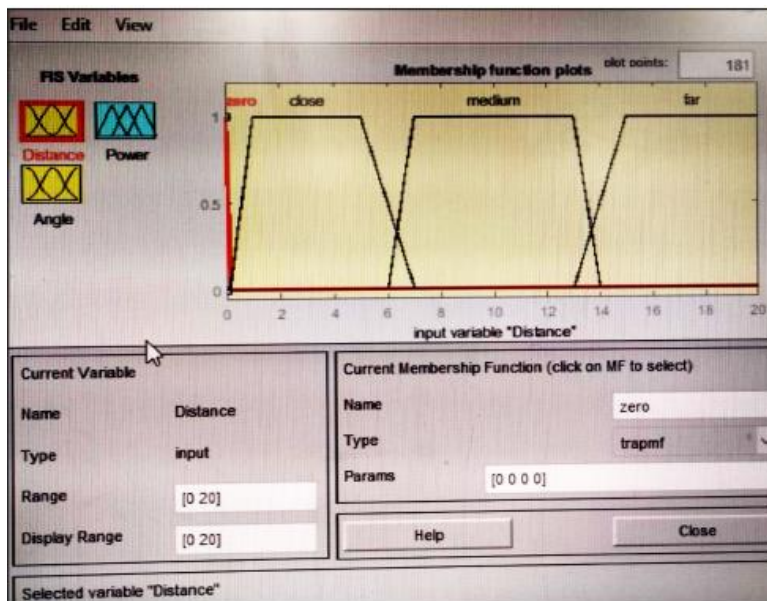 File Edit View
FIS Variables
Membership function plots plot points: 181
zero close medium far
Distance Power
Angle
1
0.5
0
0 2 4 6 8 10 12 14 16 18 20
input variable "Distance"
Current Variable
Name Distance
Type input
Range [0 20]
Display Range [0 20]
Current Membership Function (click on MF to select)
Name zero
Type trapmf
Params [0 0 0 0]
Help Close
Selected variable "Distance"